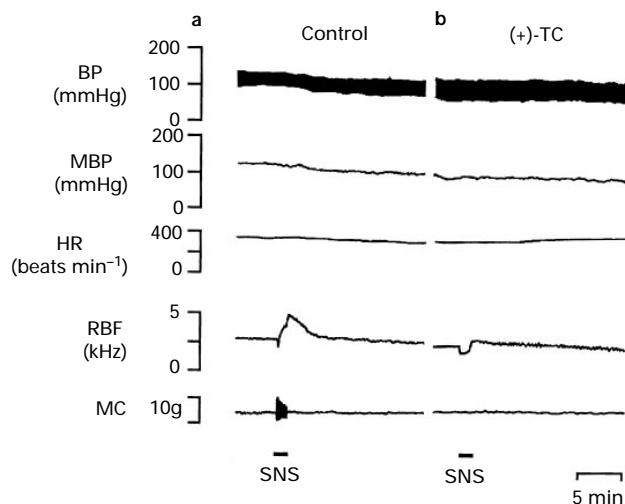 a Control b (+)-TC
BP
(mmHg)
200
100
0
MBP
(mmHg)
200
100
0
HR
(beats min⁻¹)
400
0
RBF
(kHz)
5
0
MC 10g
SNS SNS
5 min